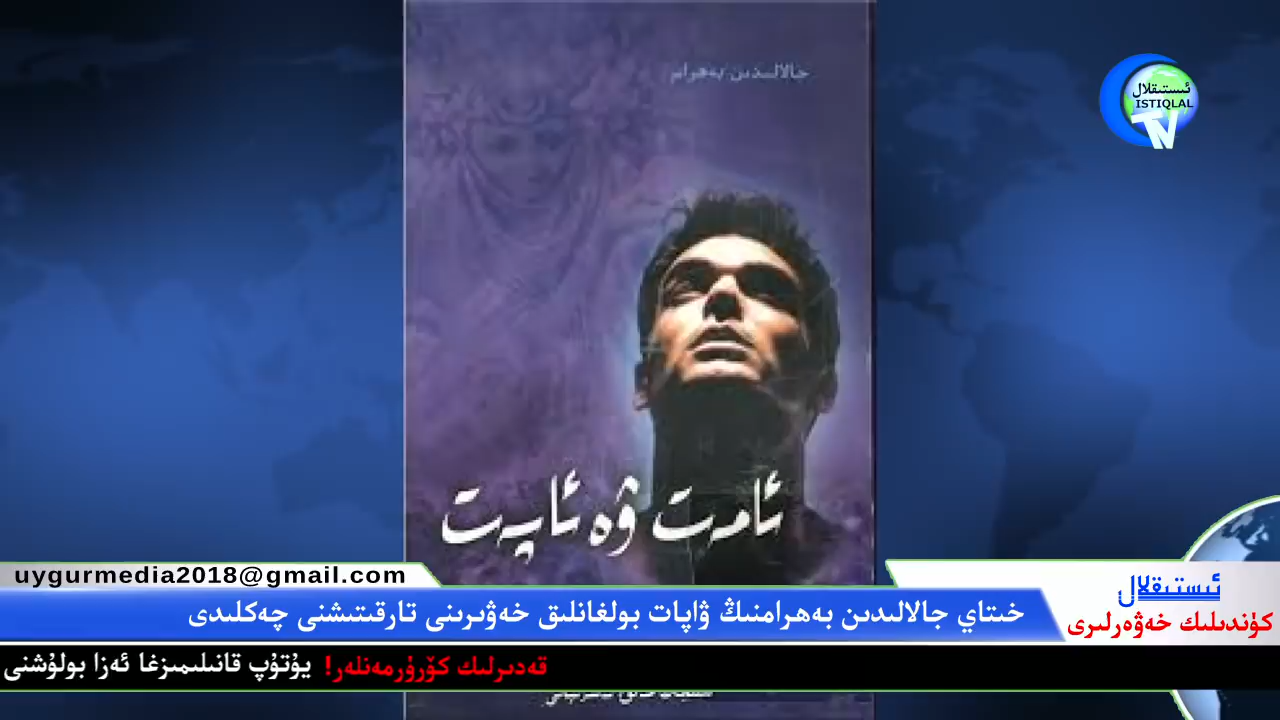 جالالىدىن بەھرام
ئىستىقلال
ISTIQLAL
TV
ئامەت ۋە ئاپەت
uygurmedia2018@gmail.com
ئىستىقلال
خىتاي جالالىدىن بەھرامنىڭ ۋاپات بولغانلىق خەۋىرىنى تارقىتىشنى چەكلىدى
كۈندىلىك خەۋەرلىرى
قەدىرلىك كۆرۈرمەنلەر! يۇتۇپ قانىلىمىزغا ئەزا بولۇشنى